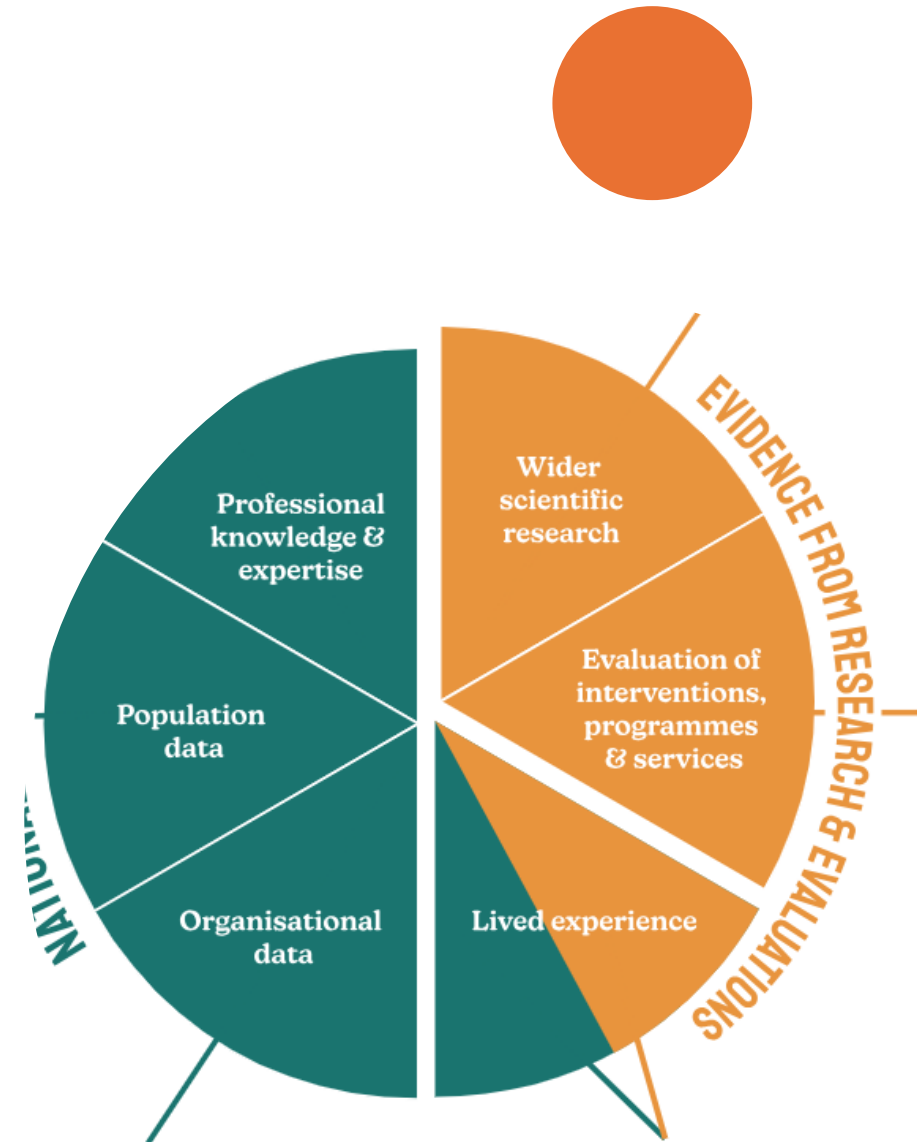 Wider
scientific
research
Professional
knowledge &
expertise
Evaluation of
interventions,
programmes
& services
Population
data
Organisational
data
Lived experience
EVIDENCE FROM RESEARCH & EVALUATIONS